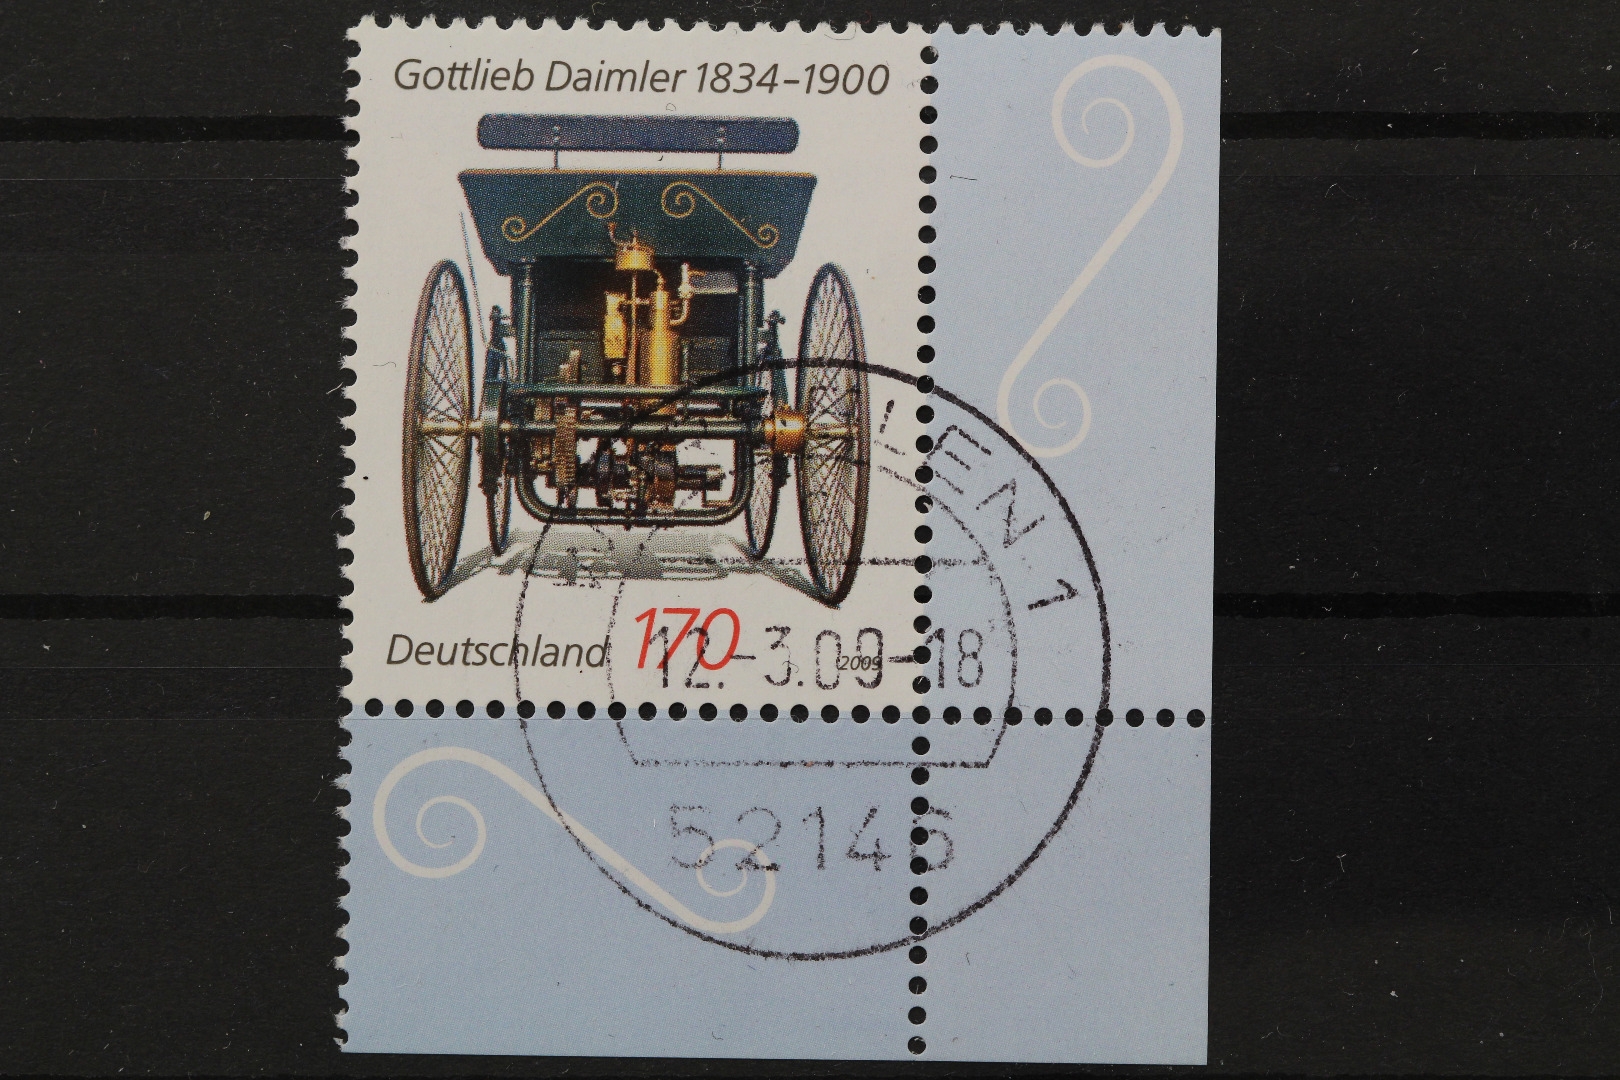 Gottlieb Daimler 1834–1900
Deutschland 170 2009
12.-3.09-18
52146